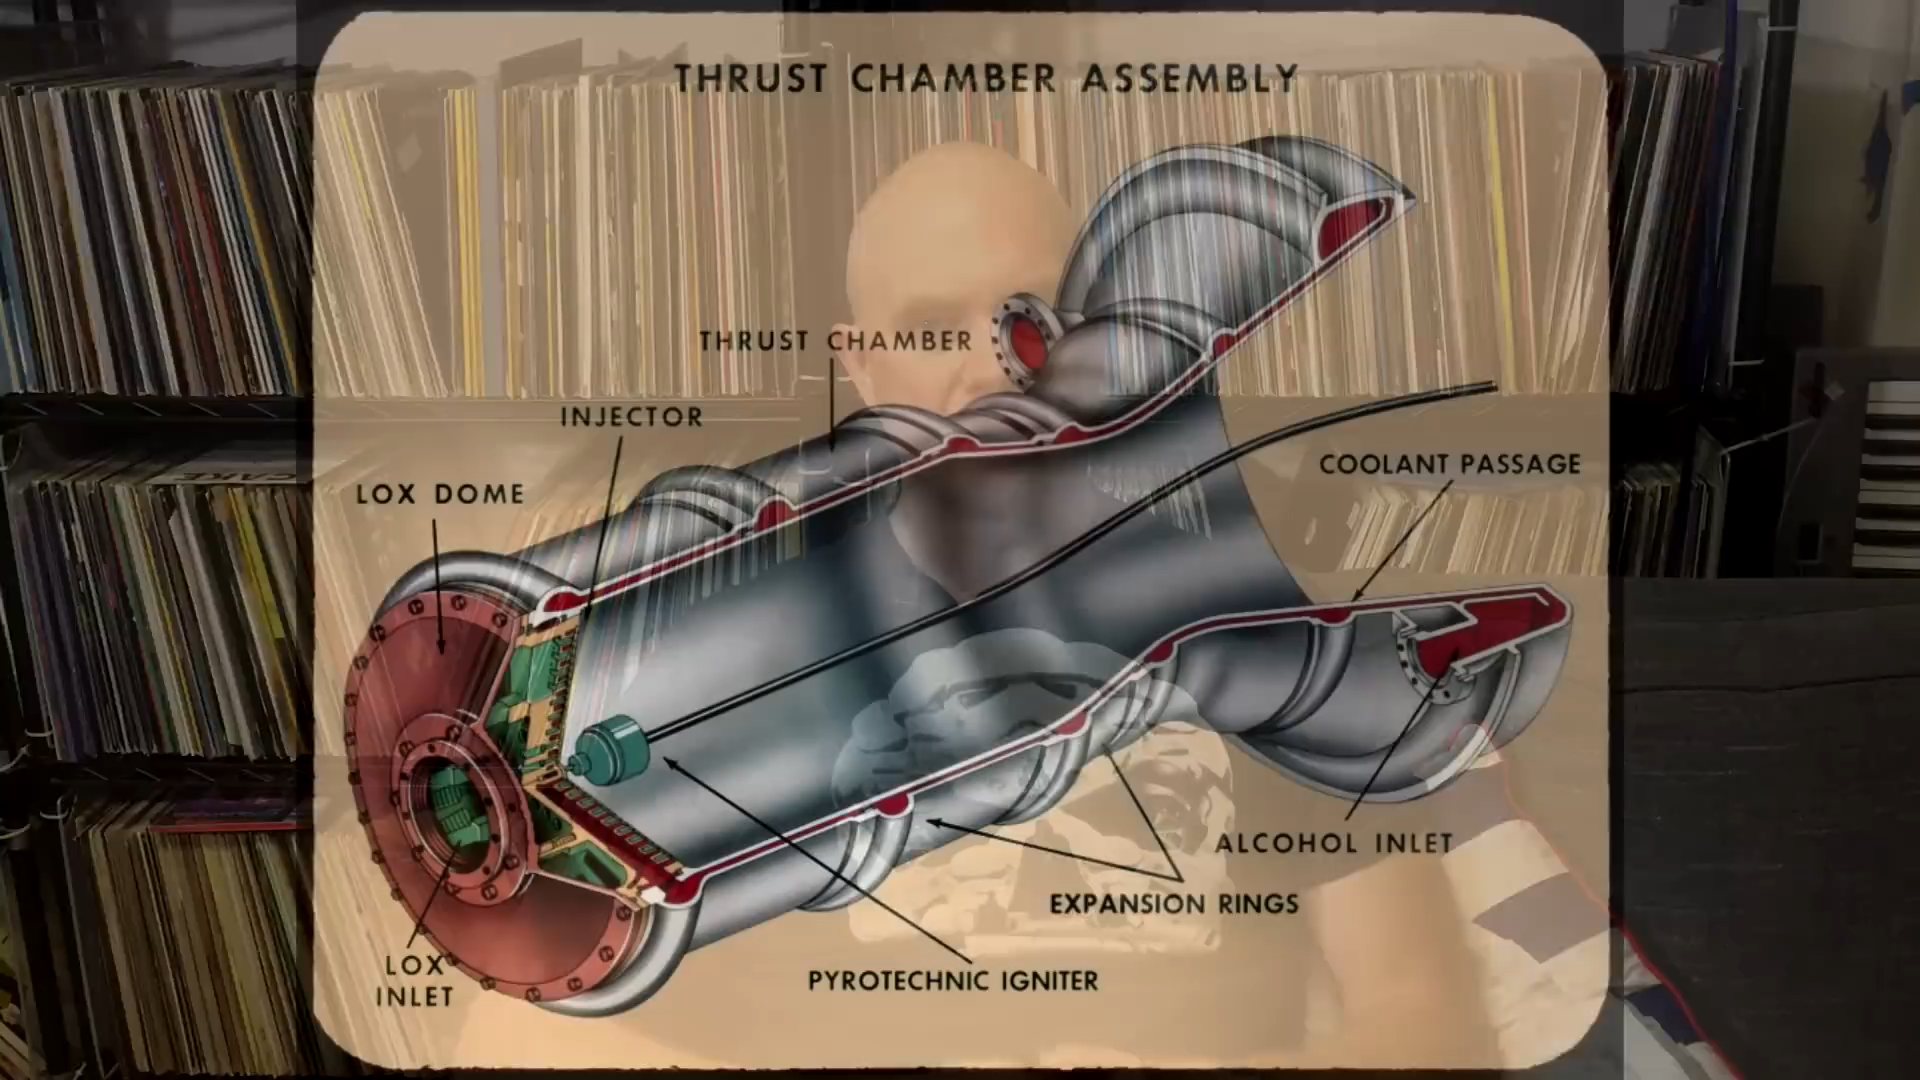 THRUST CHAMBER ASSEMBLY
THRUST CHAMBER
INJECTOR
COOLANT PASSAGE
LOX DOME
ALCOHOL INLET
EXPANSION RINGS
LOX
INLET
PYROTECHNIC IGNITER